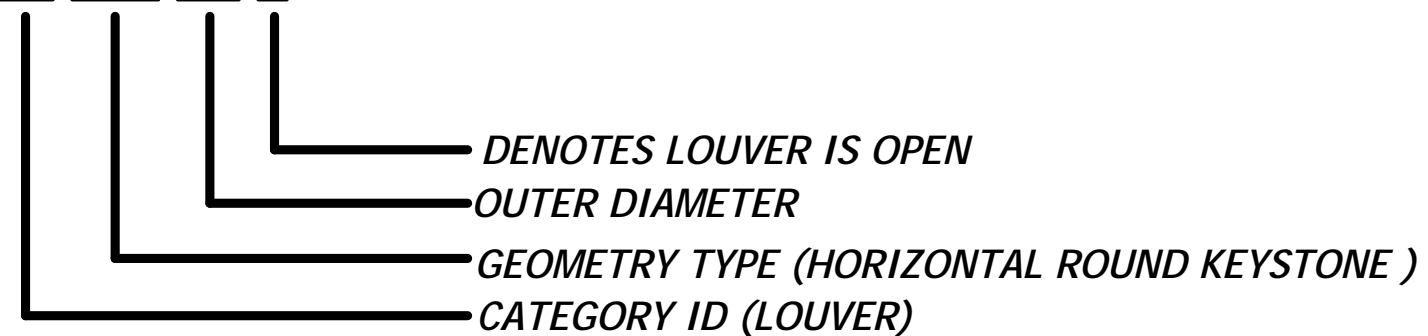 DENOTES LOUVER IS OPEN
OUTER DIAMETER
GEOMETRY TYPE (HORIZONTAL ROUND KEYSTONE )
CATEGORY ID (LOUVER)